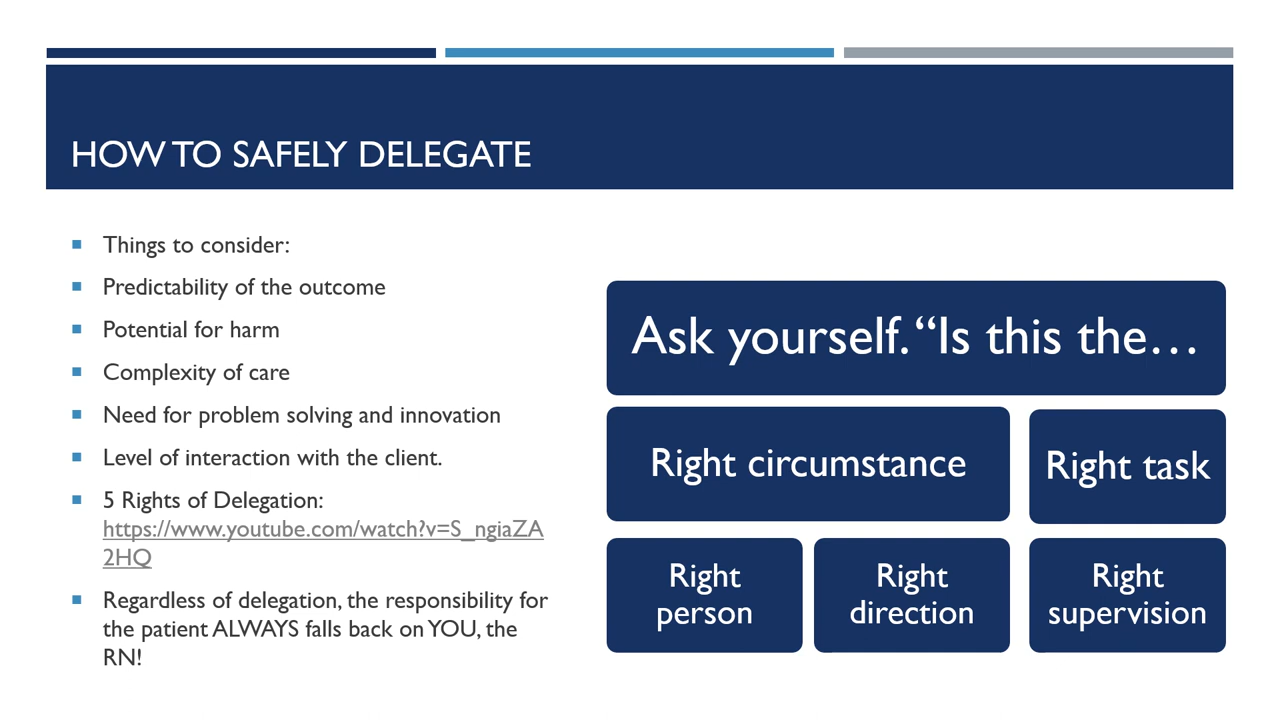 HOW TO SAFELY DELEGATE
Things to consider:
Predictability of the outcome
Potential for harm
Complexity of care
Need for problem solving and innovation
Level of interaction with the client.
5 Rights of Delegation:
https://www.youtube.com/watch?v=S_ngiaZA
2HQ
Regardless of delegation, the responsibility for
the patient ALWAYS falls back on YOU, the
RN!
Ask yourself. “Is this the…
Right circumstance
Right task
Right
person
Right
direction
Right
supervision